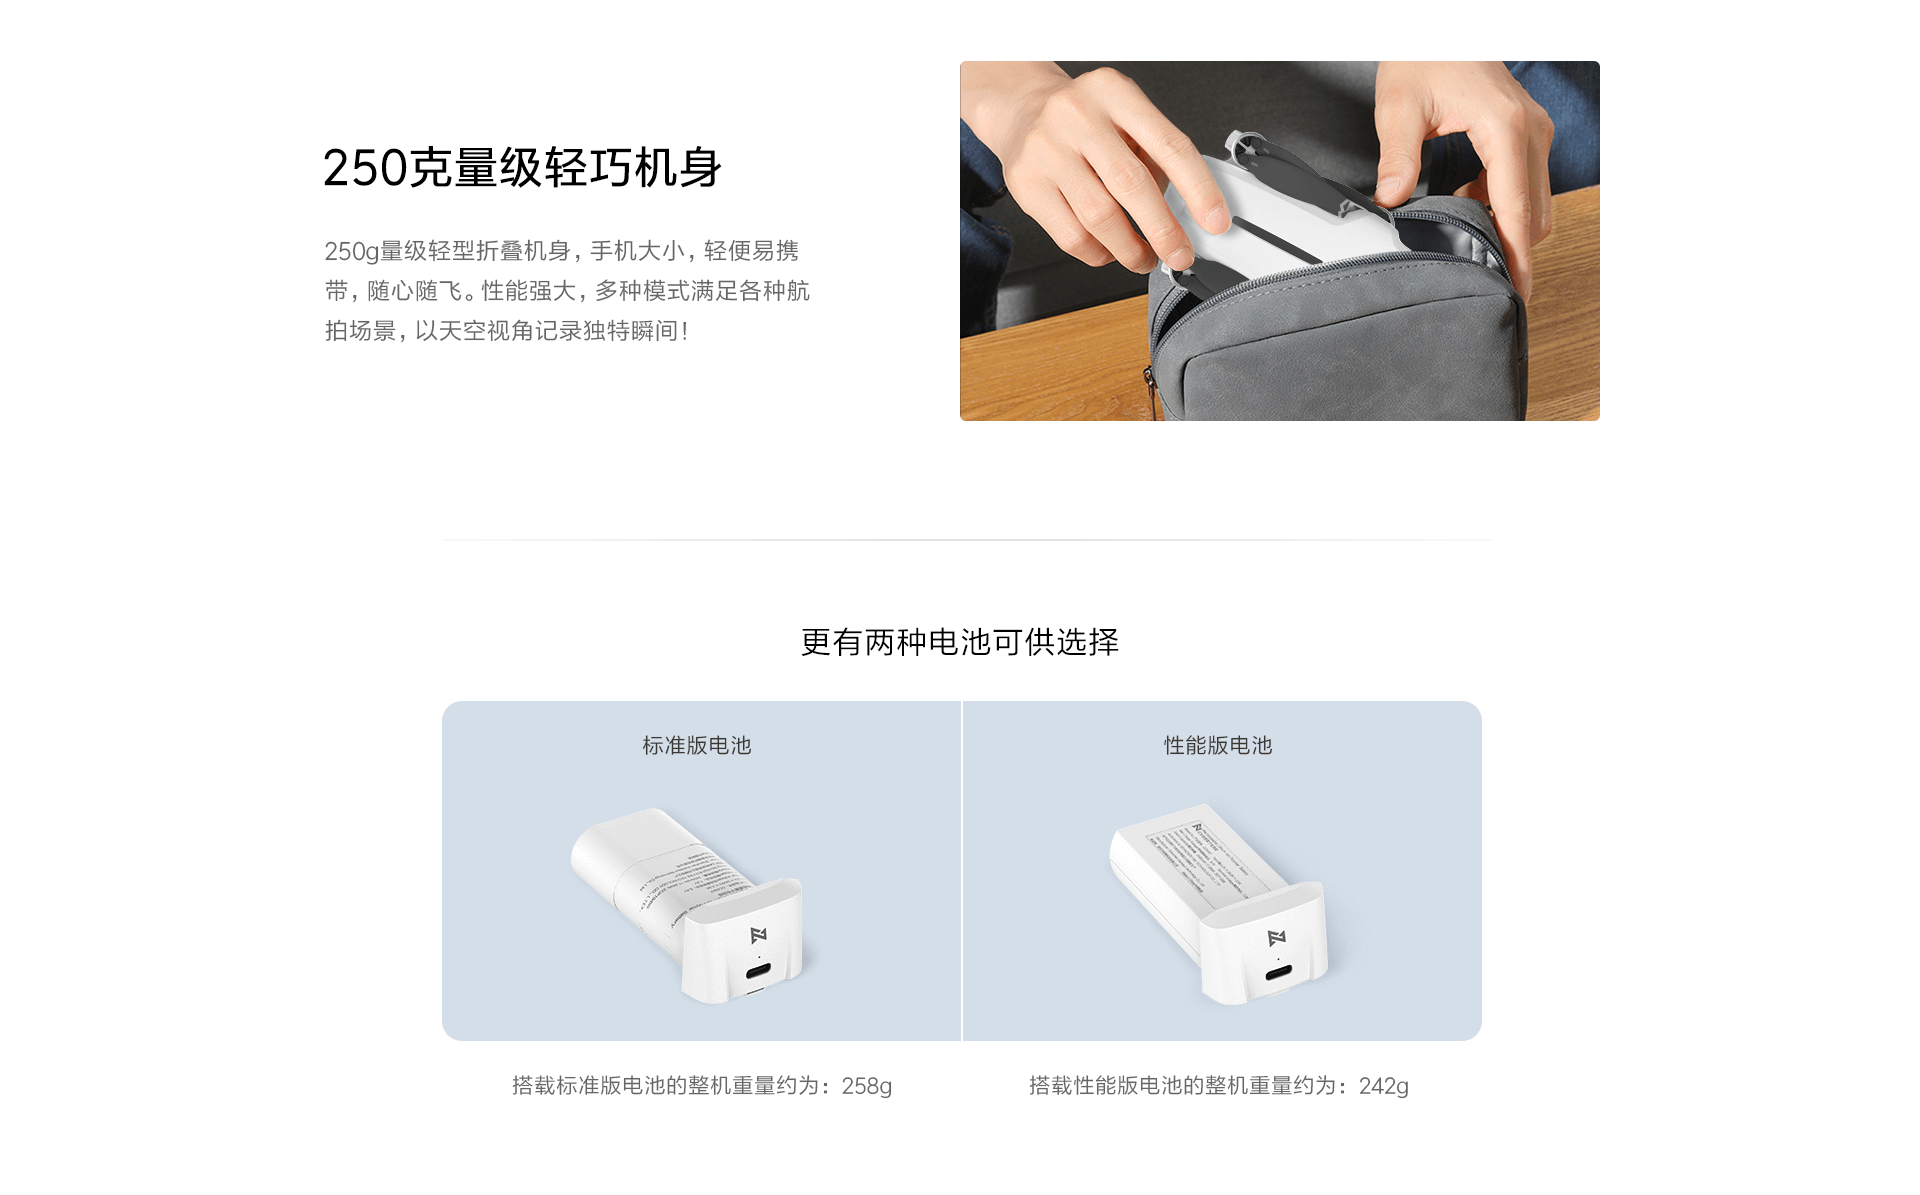 250克量级轻巧机身
250g量级轻型折叠机身，手机大小，轻便易携
带，随心随飞。性能强大，多种模式满足各种航
拍场景，以天空视角记录独特瞬间！
更有两种电池可供选择
标准版电池
性能版电池
搭载标准版电池的整机重量约为：258g
搭载性能版电池的整机重量约为：242g